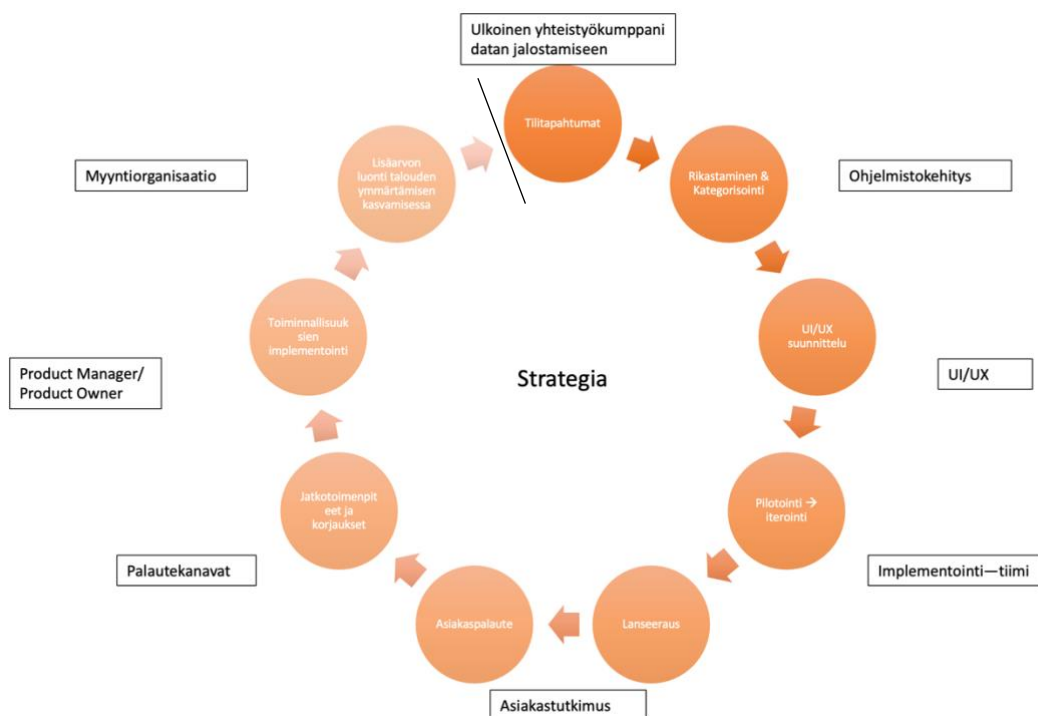 Ulkoinen yhteistyökumppani
datan jalostamiseen
Tilitapahtumat
Rikastaminen &
Kategorisointi
Ohjelmistokehitys
UI/UX
suunnittelu
UI/UX
Pilotointi →
iterointi
Implementointi—tiimi
Lanseeraus
Asiakastutkimus
Asiakaspalaute
Jatkotoimenpit
eet ja
korjaukset
Palautekanavat
Toiminnallisuuk
sien
implementointi
Product Manager/
Product Owner
Lisäarvon
luonti talouden
ymmärtämisen
kasvamisessa
Myyntiorganisaatio
Strategia